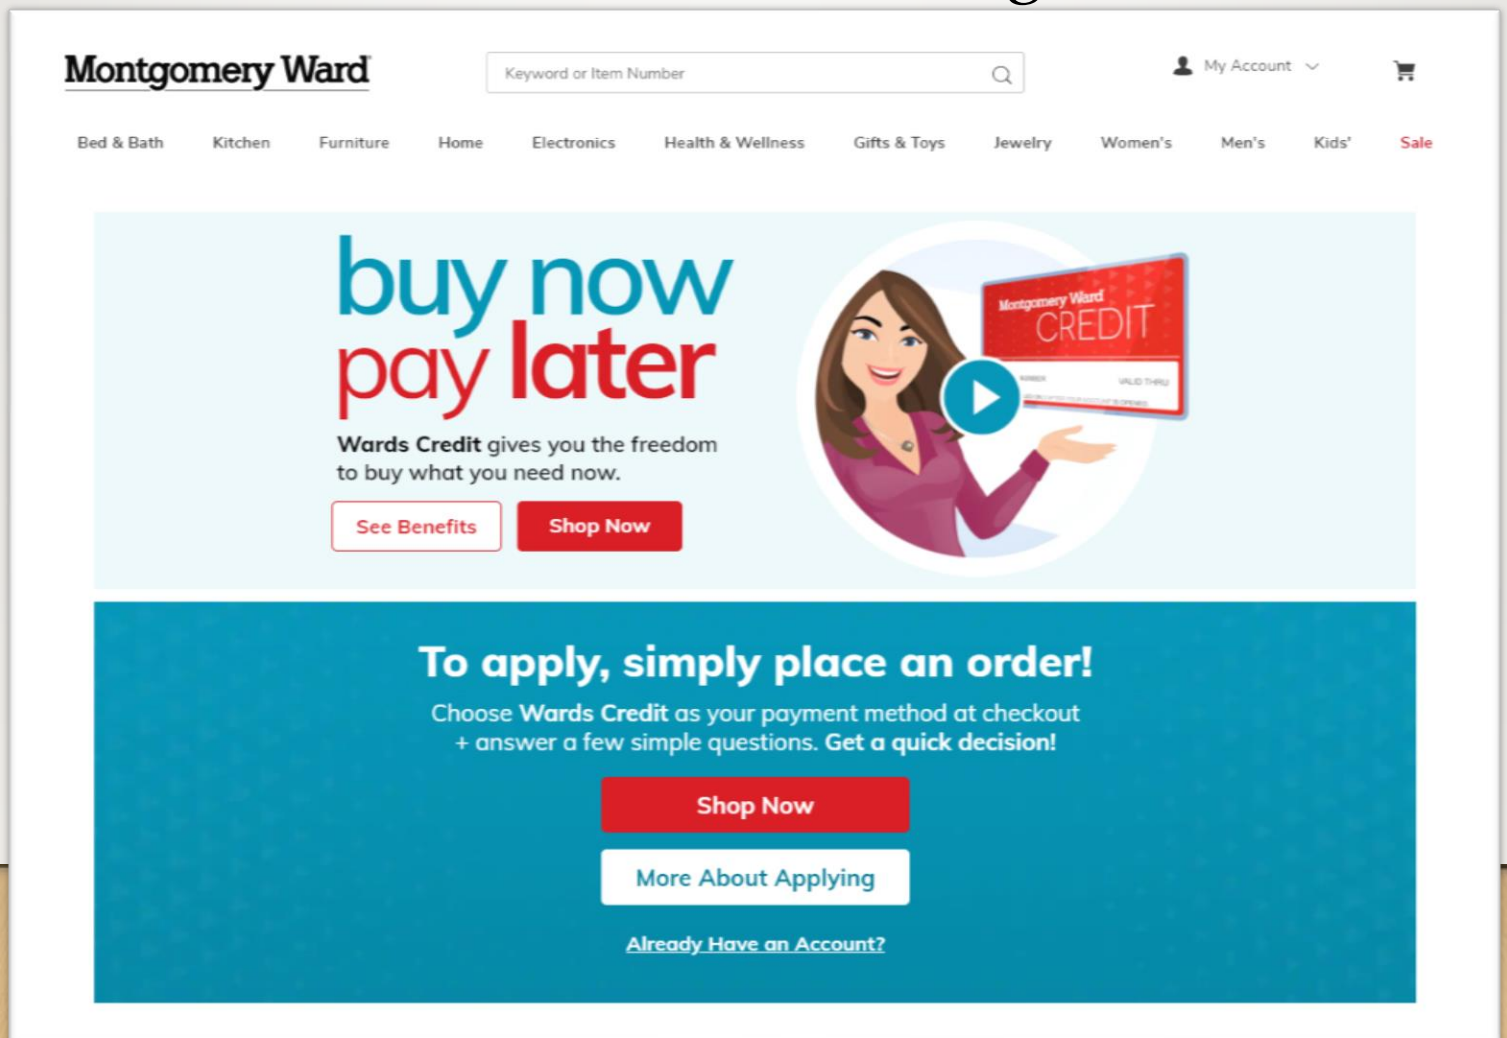 Montgomery Ward
Keyword or Item Number
My Account
Bed & Bath Kitchen Furniture Home Electronics Health & Wellness Gifts & Toys Jewelry Women's Men's Kids' Sale
buy now
pay later
Wards Credit gives you the freedom
to buy what you need now.
See Benefits Shop Now
Montgomery Ward
CREDIT
VALID THRU
To apply, simply place an order!
Choose Wards Credit as your payment method at checkout
+ answer a few simple questions. Get a quick decision!
Shop Now
More About Applying
Already Have an Account?